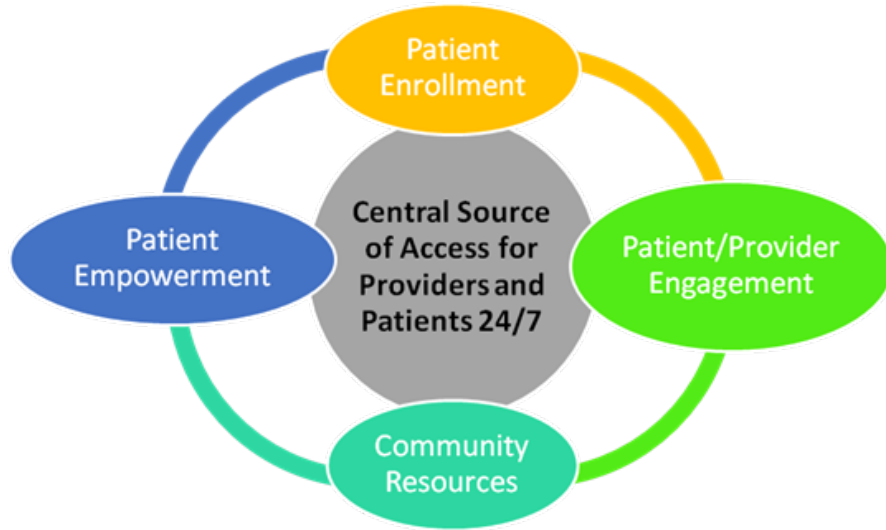 Patient
Enrollment
Central Source
of Access for
Providers and
Patients 24/7
Patient
Empowerment
Patient/Provider
Engagement
Community
Resources